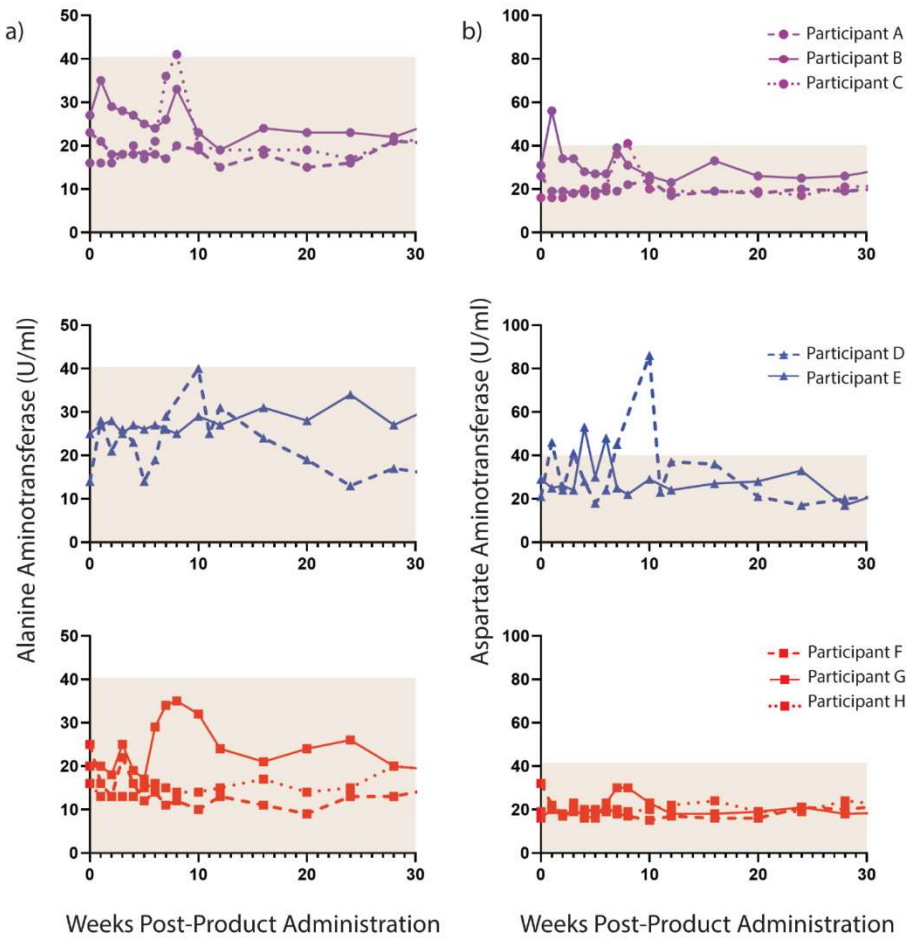 a)
50
40
30
20
10
0
0 10 20 30
b)
100
80
60
40
20
0
0 10 20 30
Participant A
Participant B
Participant C
Alanine Aminotransferase (U/ml)
50
40
30
20
10
0
0 10 20 30
Aspartate Aminotransferase (U/ml)
100
80
60
40
20
0
0 10 20 30
Participant D
Participant E
50
40
30
20
10
0
0 10 20 30
100
80
60
40
20
0
0 10 20 30
Participant F
Participant G
Participant H
Weeks Post-Product Administration
Weeks Post-Product Administration